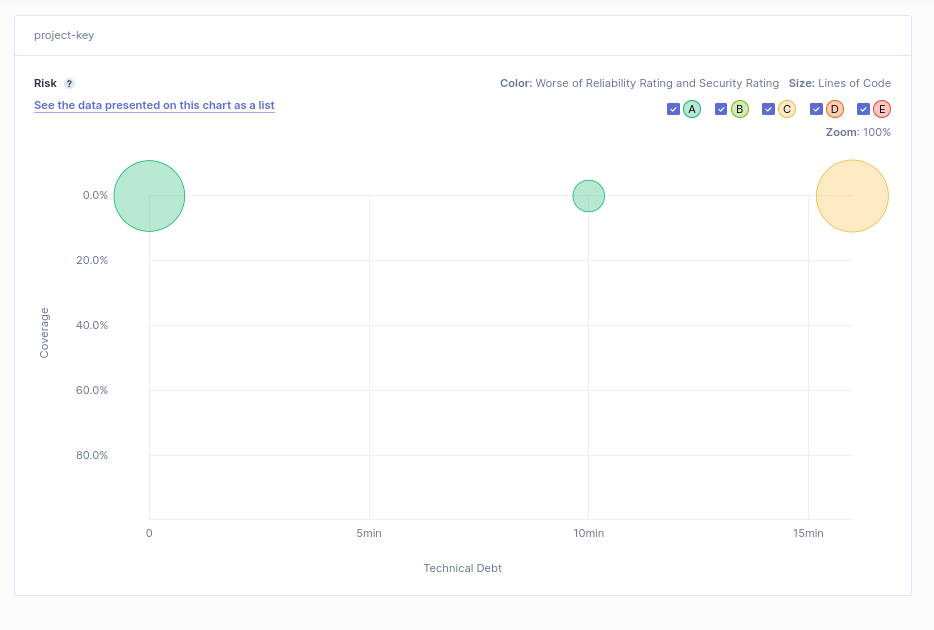 project-key
Risk ?
Color: Worse of Reliability Rating and Security Rating Size: Lines of Code
See the data presented on this chart as a list
A B C D E
Zoom: 100%
0.0%
20.0%
40.0%
60.0%
80.0%
Coverage
0 5min 10min 15min
Technical Debt